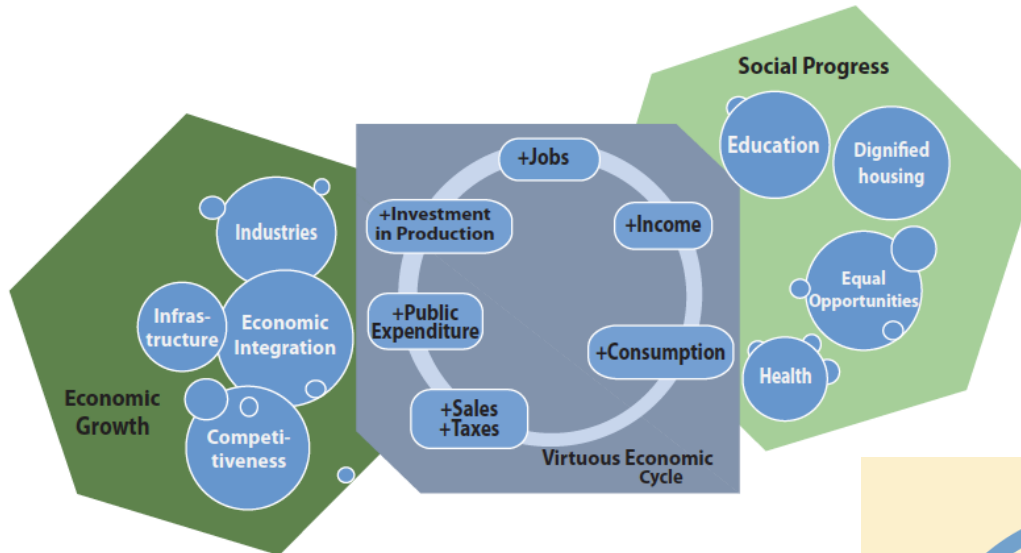 Social Progress
Education
Dignified
housing
Equal
Opportunities
Health
+Jobs
+Income
+Consumption
+Sales
+Taxes
+Public
Expenditure
+Investment
in Production
Virtuous Economic
Cycle
Industries
Infras-
tructure
Economic
Integration
Competi-
tiveness
Economic
Growth